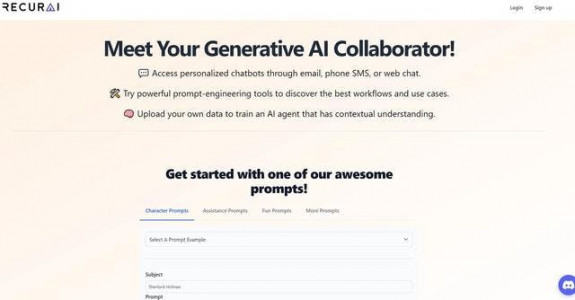 RECURAI
Login Sign up
Meet Your Generative AI Collaborator!
💬 Access personalized chatbots through email, phone SMS, or web chat.
🛠 Try powerful prompt-engineering tools to discover the best workflows and use cases.
🧠 Upload your own data to train an AI agent that has contextual understanding.
Get started with one of our awesome
prompts!
Character Prompts Assistance Prompts Fun Prompts More Prompts
Select A Prompt Example
Subject
Sherlock Holmes
Prompt